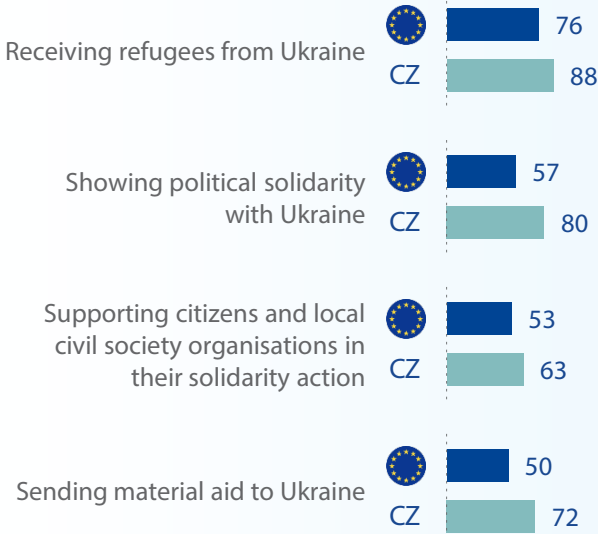 76
Receiving refugees from Ukraine
CZ 88
57
Showing political solidarity
with Ukraine
CZ 80
Supporting citizens and local 53
civil society organisations in
CZ 63
their solidarity action
50
Sending material aid to Ukraine
CZ 72